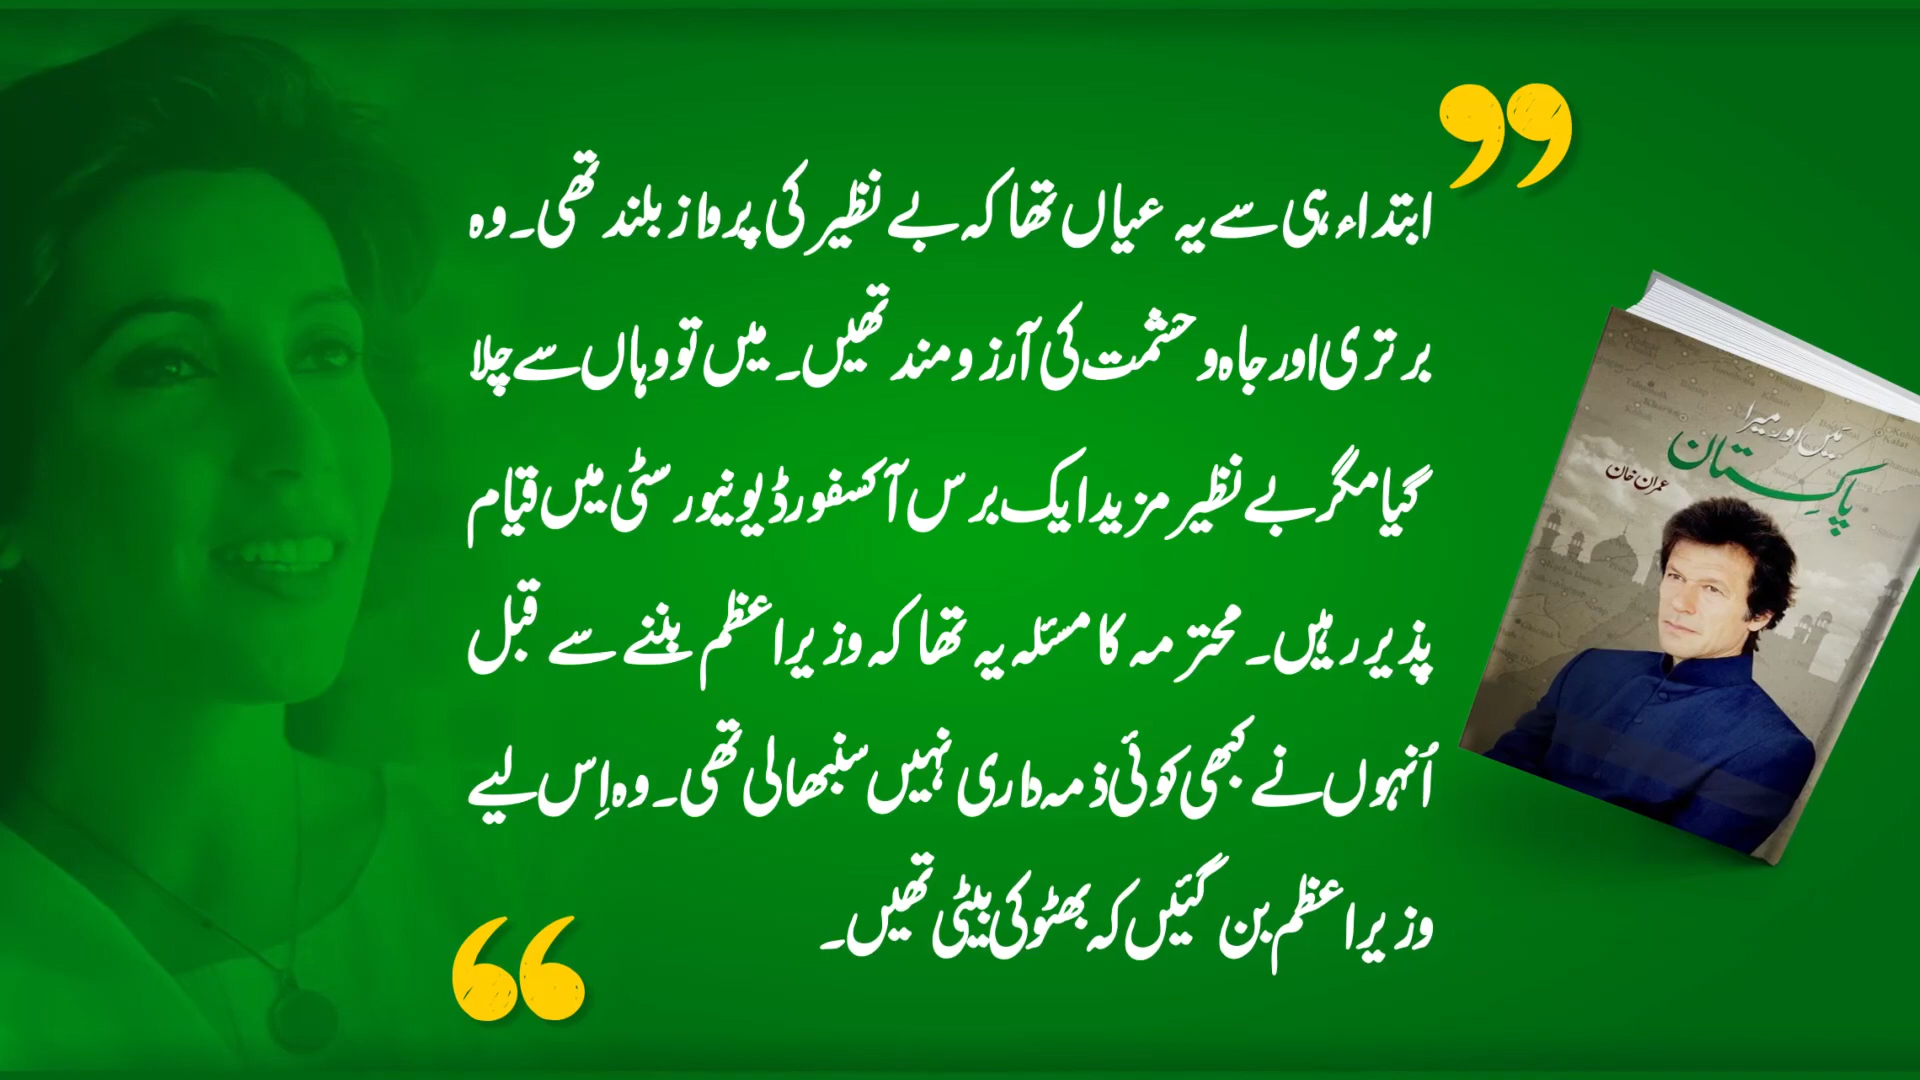 ابتداء ہی سے یہ عیاں تھا کہ بے نظیر کی پرواز بلند تھی۔ وہ
برتری اور جاہ و حشمت کی آرزو مند تھیں۔ میں تو وہاں سے چلا
گیا مگر بے نظیر مزید ایک برس آکسفورڈ یونیورسٹی میں قیام
پذیر رہیں۔ محترمہ کا مسئلہ یہ تھا کہ وزیراعظم بننے سے قبل
اُنہوں نے کبھی کوئی ذمہ داری نہیں سنبھالی تھی۔ وہ اِس لیے
وزیراعظم بن گئیں کہ بھٹو کی بیٹی تھیں۔
میں اور میرا
پاکستان
عمران خان